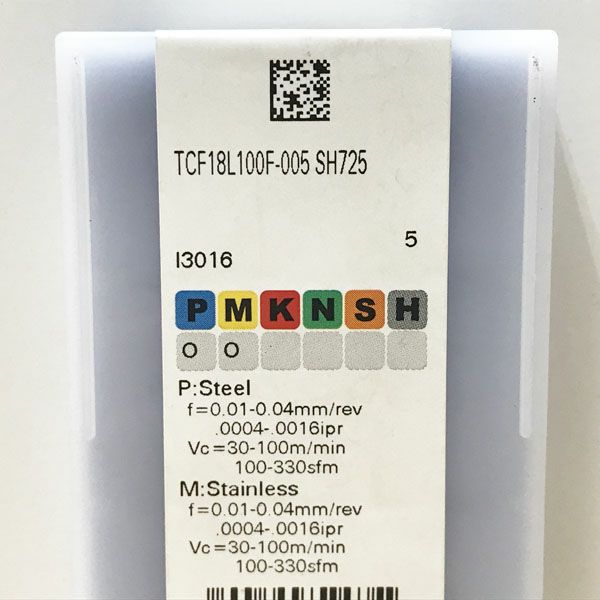 TCF18L100F-005 SH725
5
I3016
P M K N S H
O O
P:Steel
f=0.01-0.04mm/rev
.0004-.0016ipr
Vc=30-100m/min
100-330sfm
M:Stainless
f=0.01-0.04mm/rev
.0004-.0016ipr
Vc=30-100m/min
100-330sfm